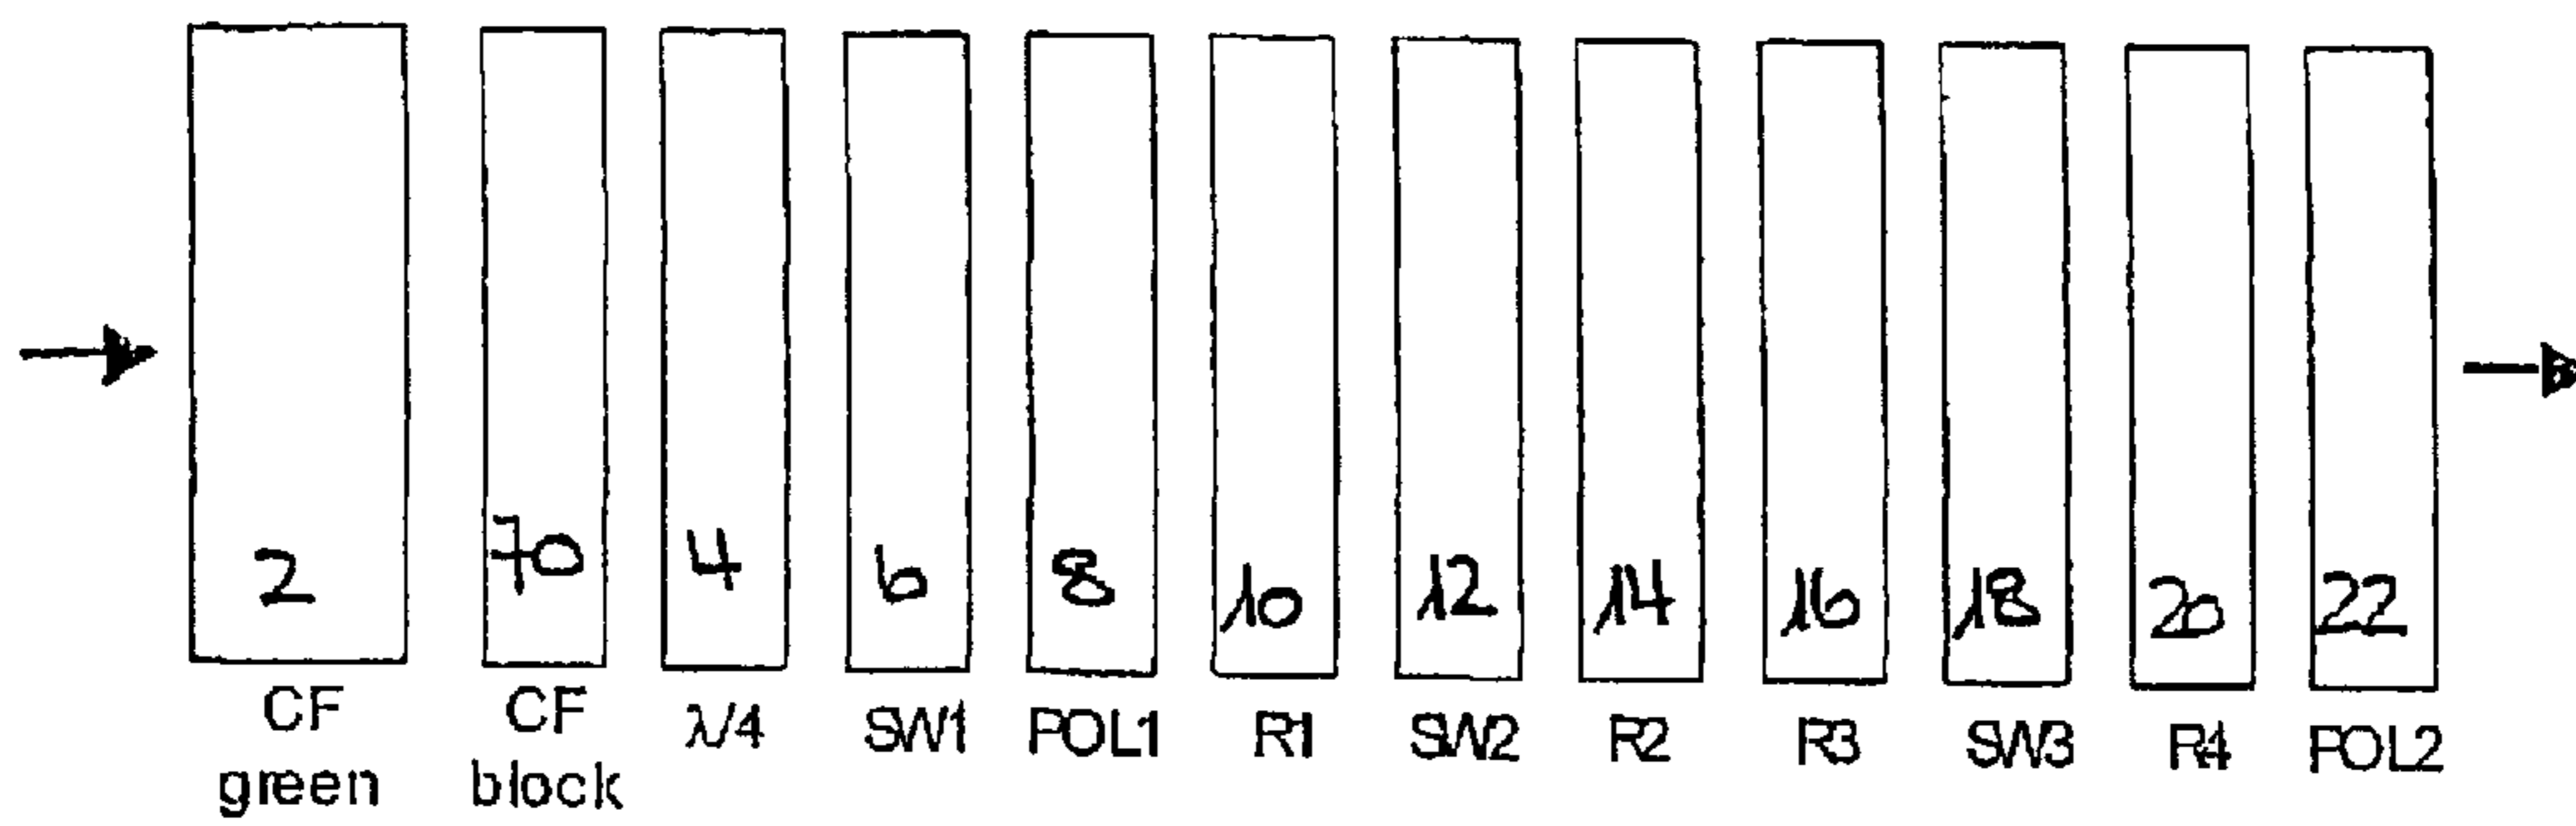 2 70 4 6 8 10 12 14 16 18 20 22
CF CF λ/4 SW1 POL1 R1 SW2 R2 R3 SW3 R4 POL2
green block